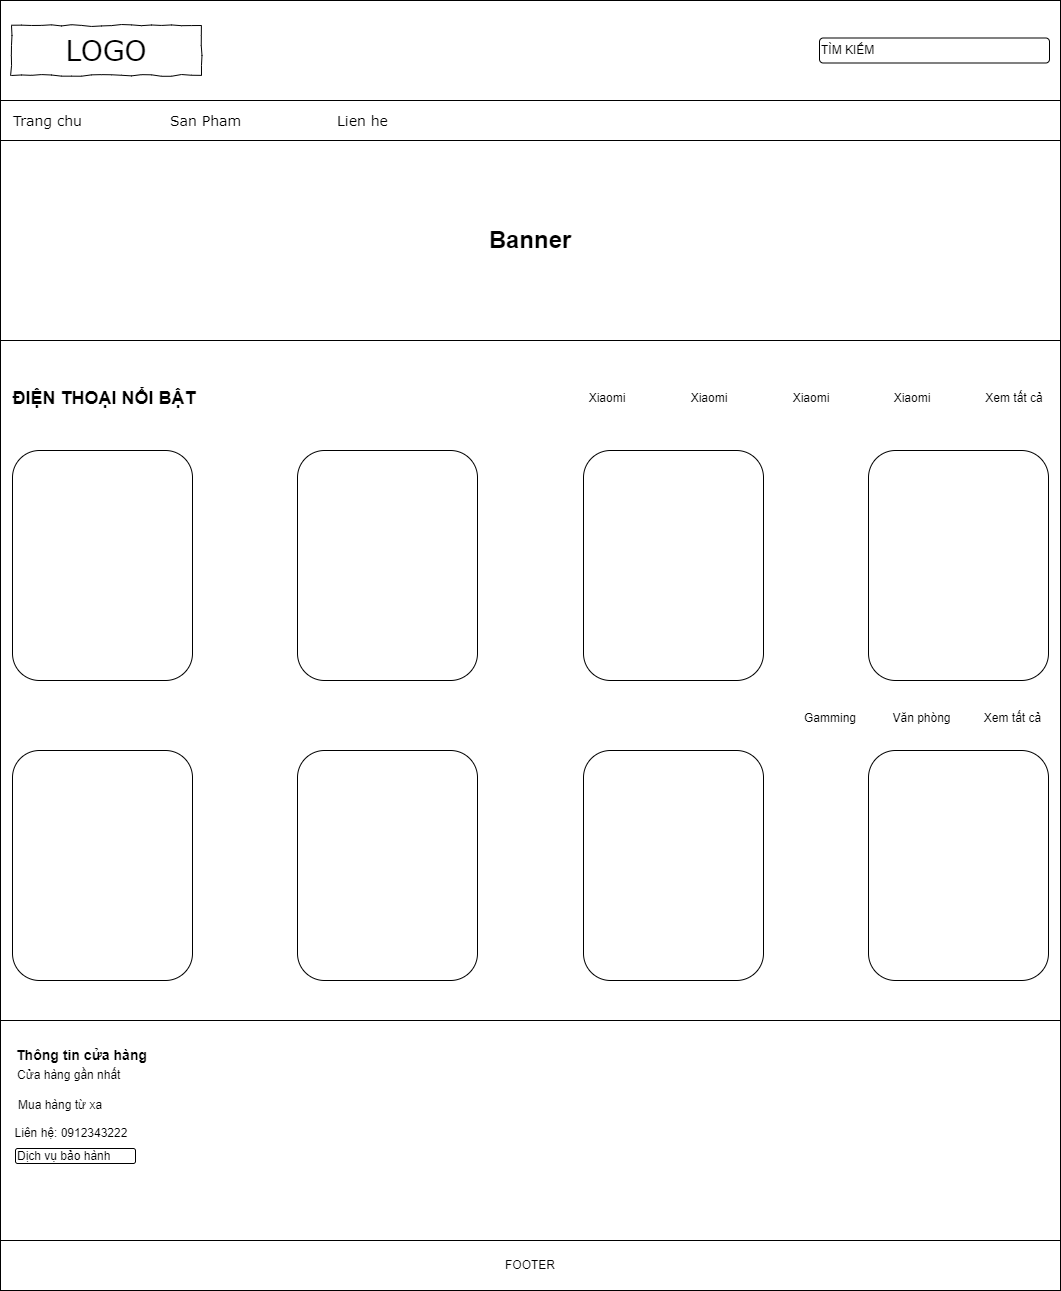 LOGO
TÌM KIẾM
Trang chu San Pham Lien he
Banner
ĐIỆN THOẠI NỔI BẬT Xiaomi Xiaomi Xiaomi Xiaomi Xem tất cả
Gamming Văn phòng Xem tất cả
Thông tin cửa hàng
Cửa hàng gần nhất
Mua hàng từ xa
Liên hệ: 0912343222
Dịch vụ bảo hành
FOOTER